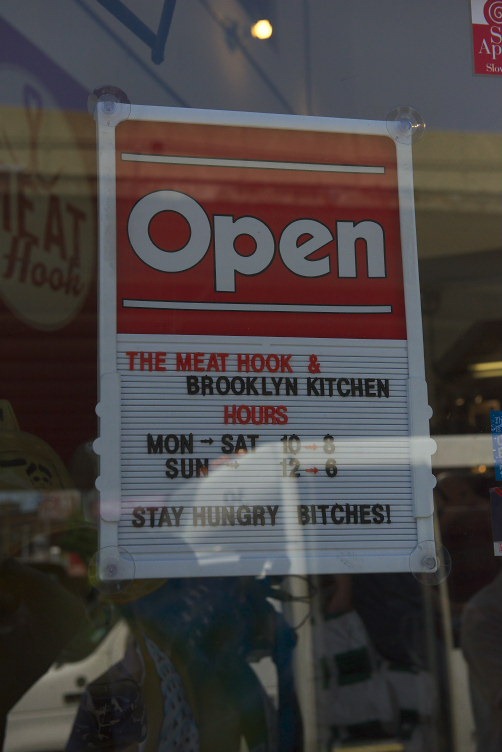 Open
THE MEAT HOOK &
BROOKLYN KITCHEN
HOURS
MON → SAT 10 → 8
SUN → 12 → 6
STAY HUNGRY BITCHES!
MEAT
Hook